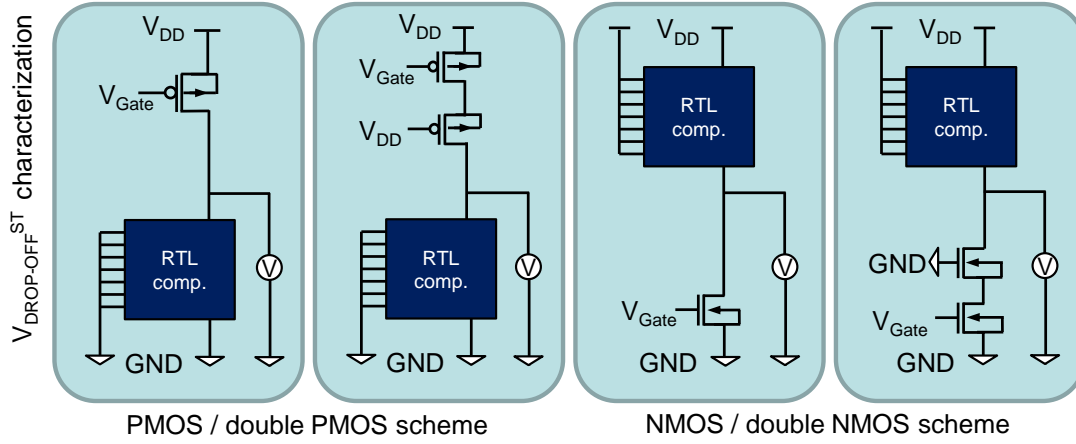 V_DROP-OFF^ST characterization
V_DD
V_Gate
RTL
comp.
V
GND
V_DD
V_Gate
V_DD
RTL
comp.
V
GND
V_DD
RTL
comp.
V
V_Gate
GND
V_DD
RTL
comp.
GND
V
V_Gate
GND
PMOS / double PMOS scheme
NMOS / double NMOS scheme